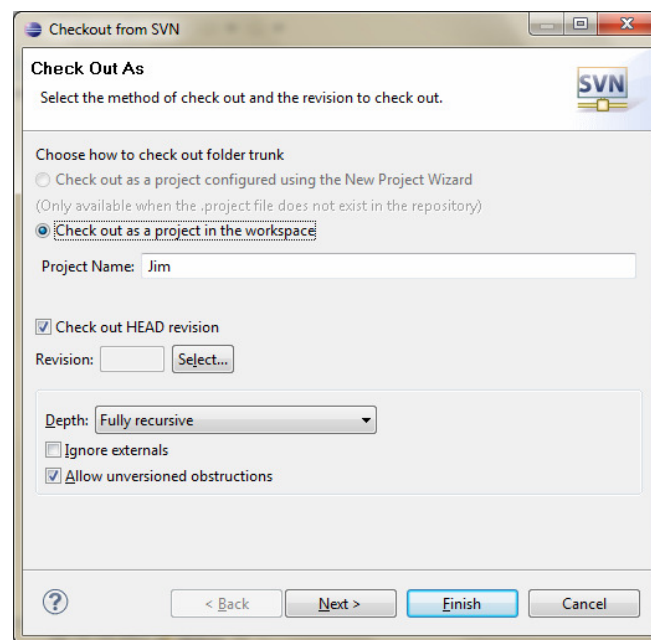 Checkout from SVN
Check Out As
Select the method of check out and the revision to check out.
SVN
Choose how to check out folder trunk
Check out as a project configured using the New Project Wizard
(Only available when the .project file does not exist in the repository)
Check out as a project in the workspace
Project Name: Jim
Check out HEAD revision
Revision: Select...
Depth: Fully recursive
Ignore externals
Allow unversioned obstructions
? < Back Next > Finish Cancel